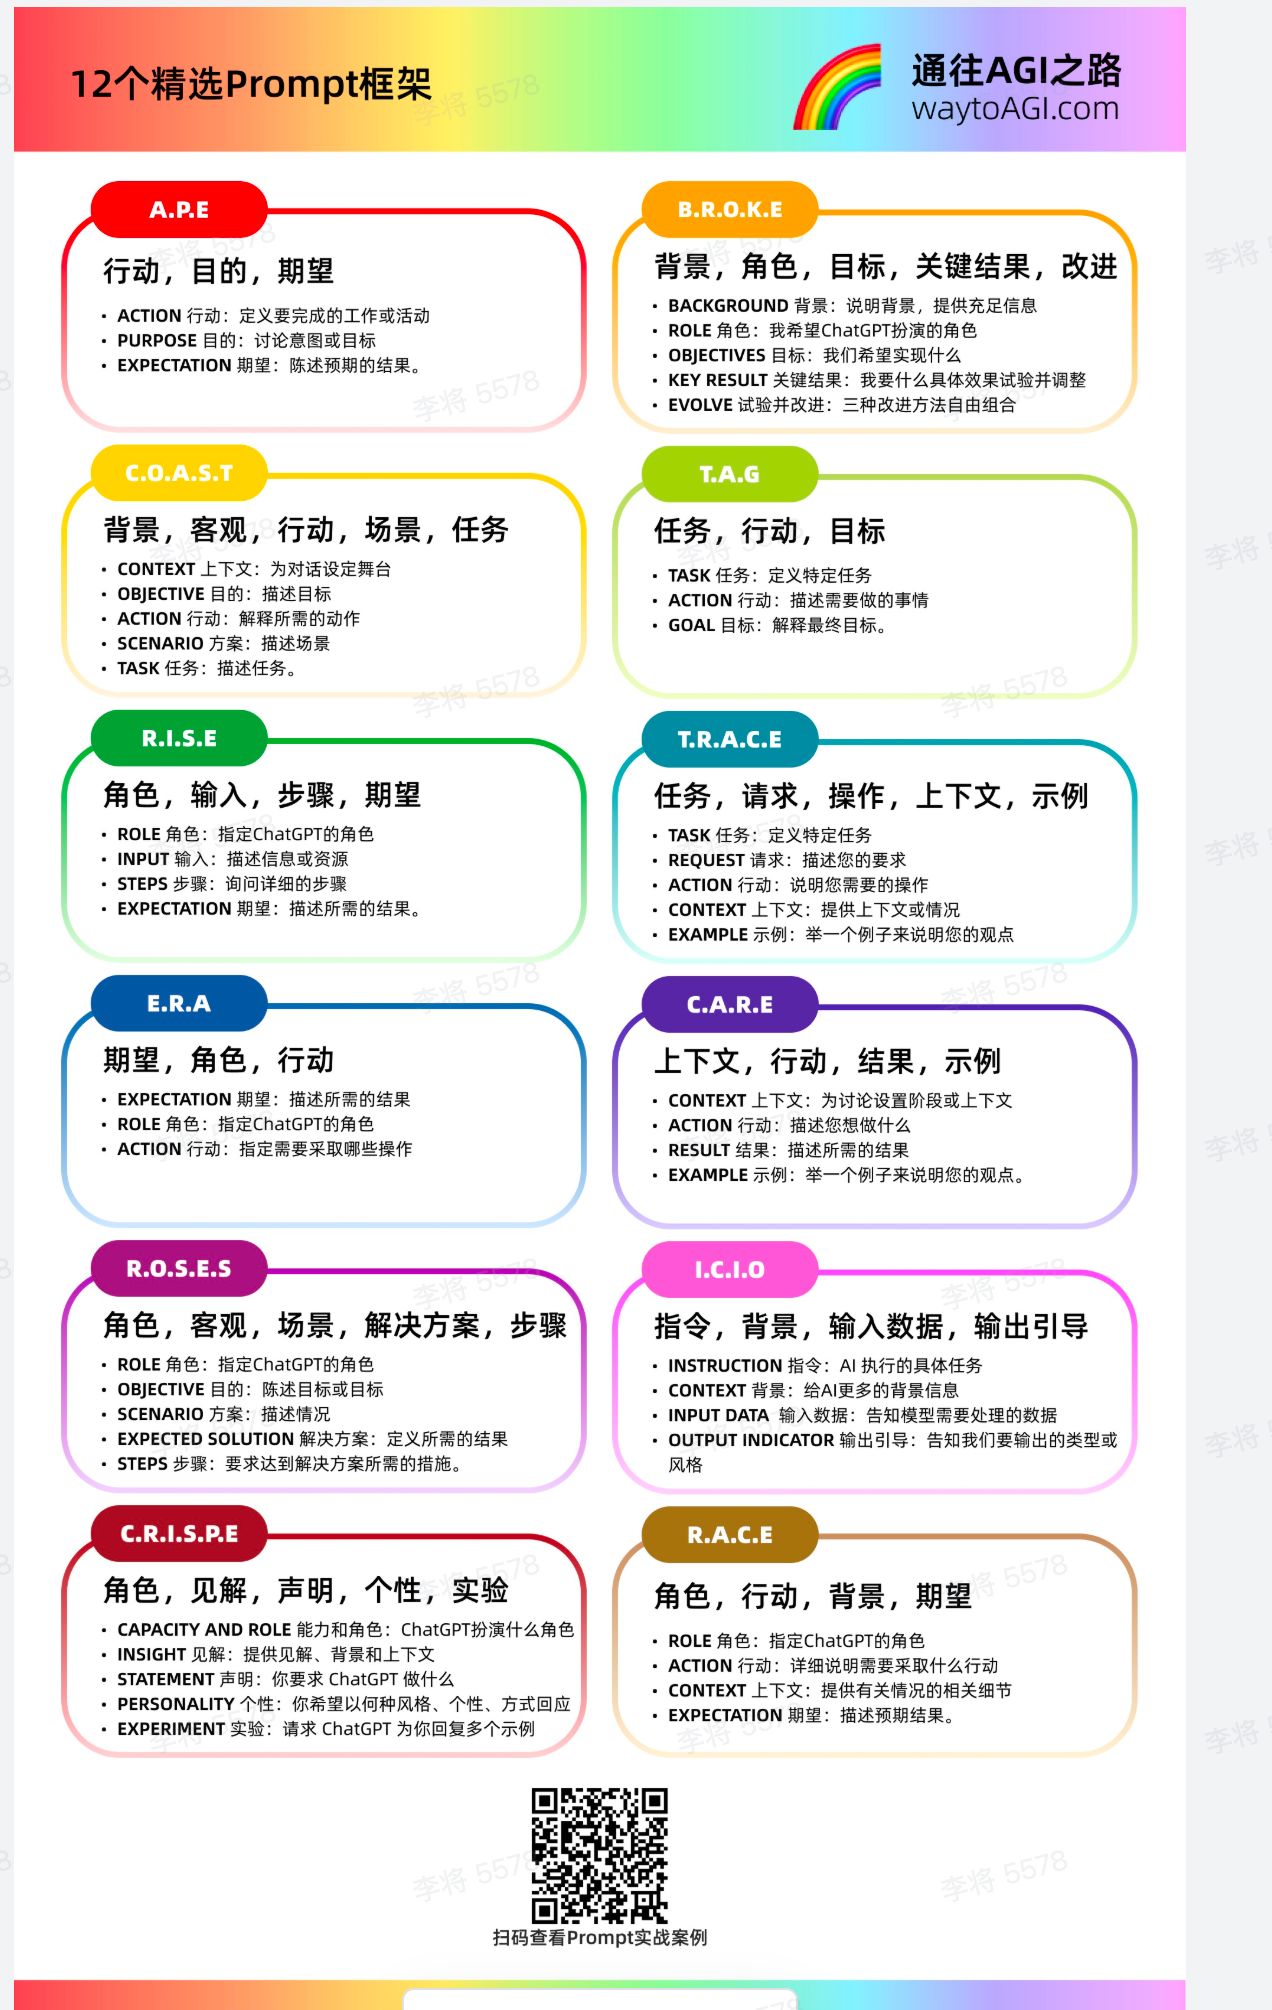 12个精选Prompt框架
通往AGI之路
waytoAGI.com
A.P.E
行动，目的，期望
• ACTION 行动：定义要完成的工作或活动
• PURPOSE 目的：讨论意图或目标
• EXPECTATION 期望：陈述预期的结果。
B.R.O.K.E
背景，角色，目标，关键结果，改进
• BACKGROUND 背景：说明背景，提供充足信息
• ROLE 角色：我希望ChatGPT扮演的角色
• OBJECTIVES 目标：我们希望实现什么
• KEY RESULT 关键结果：我要什么具体效果试验并调整
• EVOLVE 试验并改进：三种改进方法自由组合
C.O.A.S.T
背景，客观，行动，场景，任务
• CONTEXT 上下文：为对话设定舞台
• OBJECTIVE 目的：描述目标
• ACTION 行动：解释所需的动作
• SCENARIO 方案：描述场景
• TASK 任务：描述任务。
T.A.G
任务，行动，目标
• TASK 任务：定义特定任务
• ACTION 行动：描述需要做的事情
• GOAL 目标：解释最终目标。
R.I.S.E
角色，输入，步骤，期望
• ROLE 角色：指定ChatGPT的角色
• INPUT 输入：描述信息或资源
• STEPS 步骤：询问详细的步骤
• EXPECTATION 期望：描述所需的结果。
T.R.A.C.E
任务，请求，操作，上下文，示例
• TASK 任务：定义特定任务
• REQUEST 请求：描述您的要求
• ACTION 行动：说明您需要的操作
• CONTEXT 上下文：提供上下文或情况
• EXAMPLE 示例：举一个例子来说明您的观点
E.R.A
期望，角色，行动
• EXPECTATION 期望：描述所需的结果
• ROLE 角色：指定ChatGPT的角色
• ACTION 行动：指定需要采取哪些操作
C.A.R.E
上下文，行动，结果，示例
• CONTEXT 上下文：为讨论设置阶段或上下文
• ACTION 行动：描述您想做什么
• RESULT 结果：描述所需的结果
• EXAMPLE 示例：举一个例子来说明您的观点。
R.O.S.E.S
角色，客观，场景，解决方案，步骤
• ROLE 角色：指定ChatGPT的角色
• OBJECTIVE 目的：陈述目标或目标
• SCENARIO 方案：描述情况
• EXPECTED SOLUTION 解决方案：定义所需的结果
• STEPS 步骤：要求达到解决方案所需的措施。
I.C.I.O
指令，背景，输入数据，输出引导
• INSTRUCTION 指令：AI 执行的具体任务
• CONTEXT 背景：给AI更多的背景信息
• INPUT DATA 输入数据：告知模型需要处理的数据
• OUTPUT INDICATOR 输出引导：告知我们要输出的类型或
风格
C.R.I.S.P.E
角色，见解，声明，个性，实验
• CAPACITY AND ROLE 能力和角色：ChatGPT扮演什么角色
• INSIGHT 见解：提供见解、背景和上下文
• STATEMENT 声明：你要求 ChatGPT 做什么
• PERSONALITY 个性：你希望以何种风格、个性、方式回应
• EXPERIMENT 实验：请求 ChatGPT 为你回复多个示例
R.A.C.E
角色，行动，背景，期望
• ROLE 角色：指定ChatGPT的角色
• ACTION 行动：详细说明需要采取什么行动
• CONTEXT 上下文：提供有关情况的相关细节
• EXPECTATION 期望：描述预期结果。
扫码查看Prompt实战案例
李将 5578